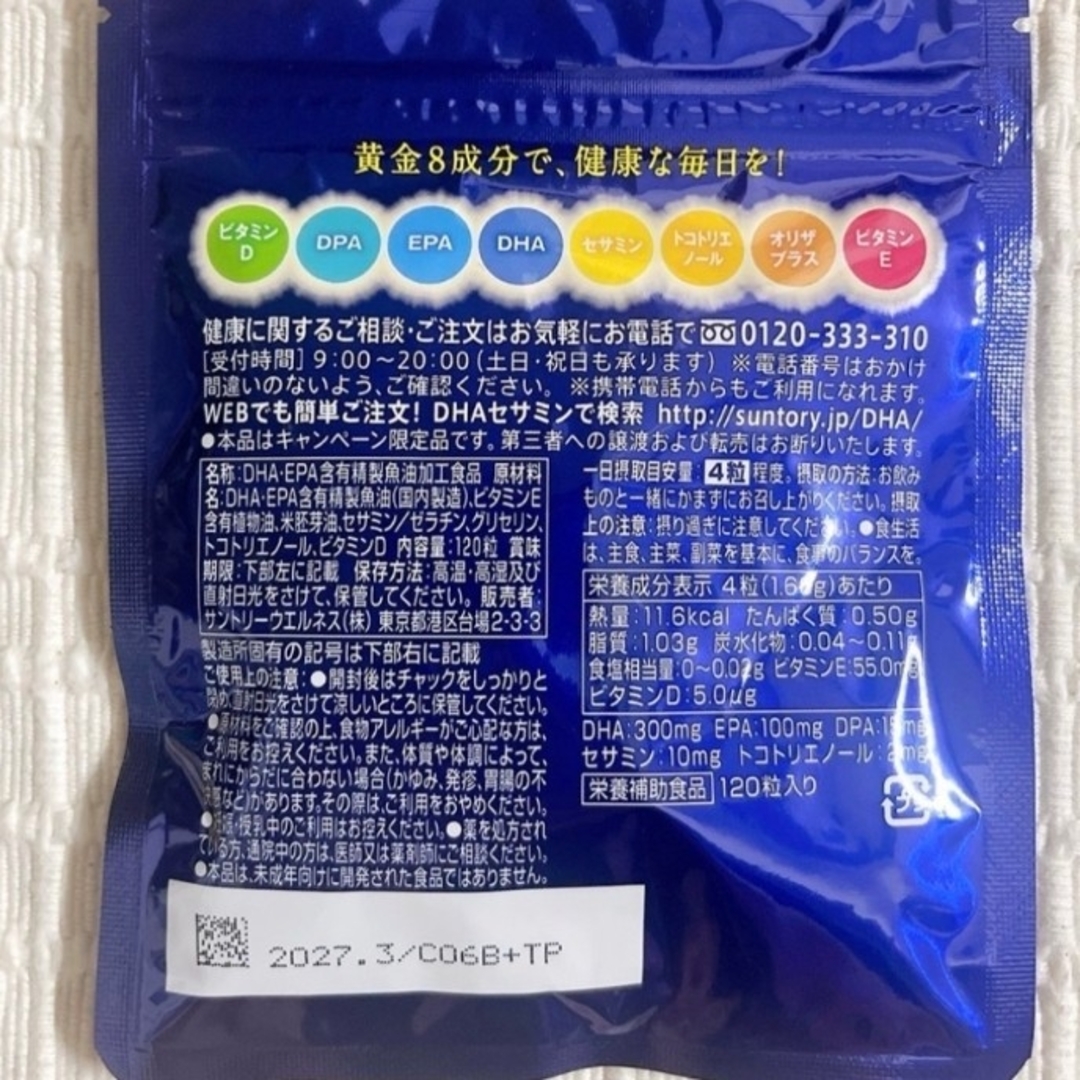 黄金8成分で、健康な毎日を!
ビタミン
D
DPA
EPA
DHA
セサミン
トコトリエ
ノール
オリザ
プラス
ビタミン
E
健康に関するご相談・ご注文はお気軽にお電話で 0120-333-310
[受付時間] 9:00～20:00(土日・祝日も承ります) ※電話番号はおかけ
間違いのないよう、ご確認ください。 ※携帯電話からもご利用になれます。
WEBでも簡単ご注文! DHAセサミンで検索 http://suntory.jp/DHA/
●本品はキャンペーン限定品です。第三者への譲渡および転売はお断りいたします。
名称:DHA・EPA含有精製魚油加工食品 原材料
名:DHA・EPA含有精製魚油(国内製造)、ビタミンE
含有植物油、米胚芽油、セサミン/ゼラチン、グリセリン、
トコトリエノール、ビタミンD 内容量:120粒 賞味
期限:下部左に記載 保存方法:高温・高湿及び
直射日光をさけて、保管してください。 販売者:
サントリーウエルネス(株) 東京都港区台場2-3-3
製造所固有の記号は下部右に記載
ご使用上の注意:●開封後はチャックをしっかりと
閉め、直射日光をさけて涼しいところに保管してください。
●原材料をご確認の上、食物アレルギーがご心配な方は、
ご利用をお控えください。また、体質や体調によって、
まれにからだに合わない場合(かゆみ、発疹、胃腸の不
など)があります。その際は、ご利用をおやめください。
・授乳中のご利用はお控えください。●薬を処方され
ている方、通院中の方は、医師又は薬剤師にご相談ください。
●本品は、未成年向けに開発された食品ではありません。
一日摂取目安量:4粒程度。摂取の方法:お飲み
ものと一緒にかまずにお召し上がりください。摂取
上の注意:摂り過ぎに注意してください。●食生活
は、主食、主菜、副菜を基本に、食事のバランスを。
栄養成分表示 4粒 あたり
熱量:11.6kcal たんぱく質:0.50g
脂質:1.03g 炭水化物:0.04～0.11g
食塩相当量:0～0.02g ビタミンE:55.0mg
ビタミンD:5.0μg
DHA:300mg EPA:100mg DPA:
セサミン:10mg トコトリエノール:
栄養補助食品 120粒入り
プラ
2027.3/C06B+TP